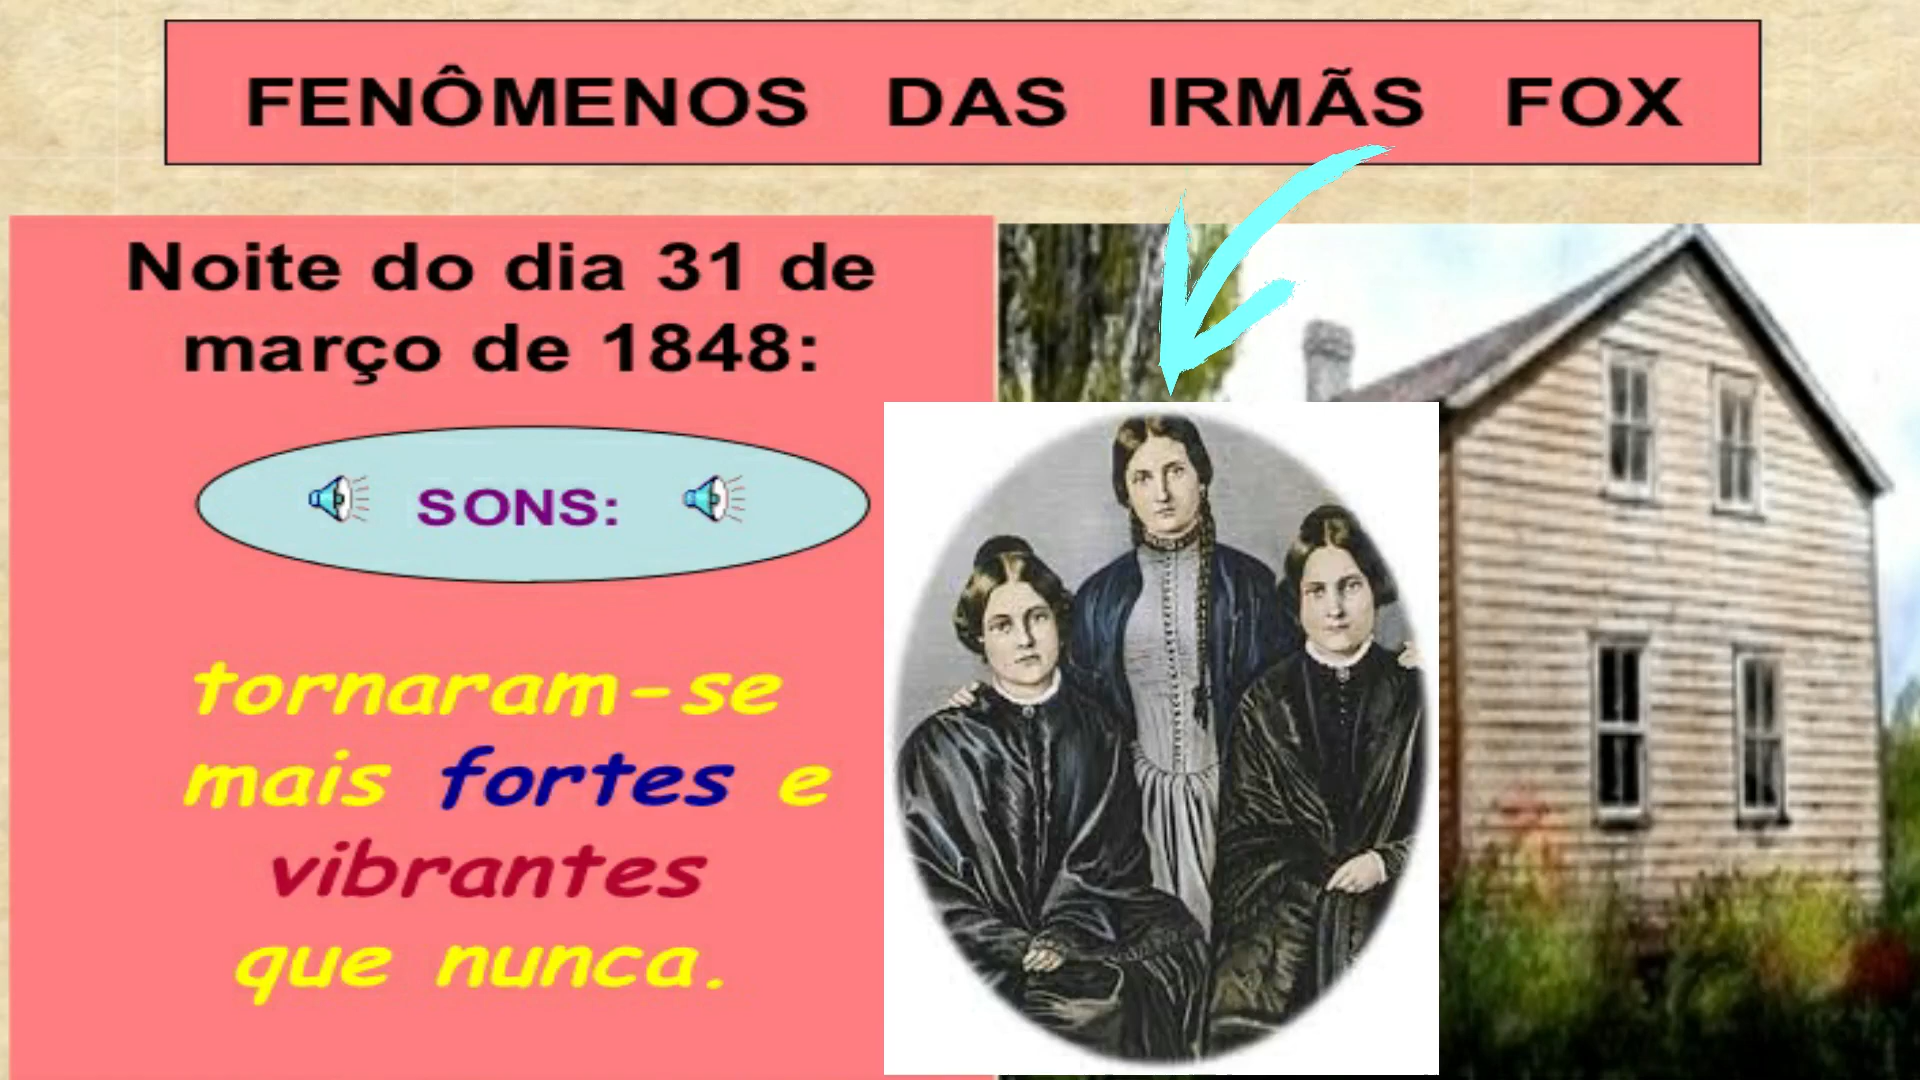 FENÔMENOS DAS IRMÃS FOX
Noite do dia 31 de
março de 1848:
SONS:
tornaram-se
mais fortes e
vibrantes
que nunca.